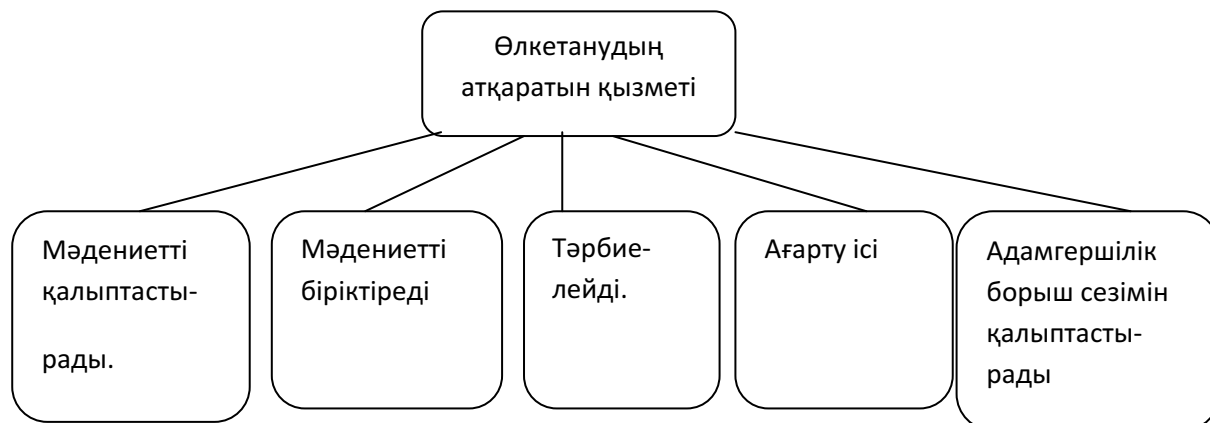 Өлкетанудың
атқаратын қызметі
Мәдениетті
қалыптасты-
рады.
Мәдениетті
біріктіреді
Тәрбие-
лейді.
Ағарту ісі
Адамгершілік
борыш сезімін
қалыптасты-
рады